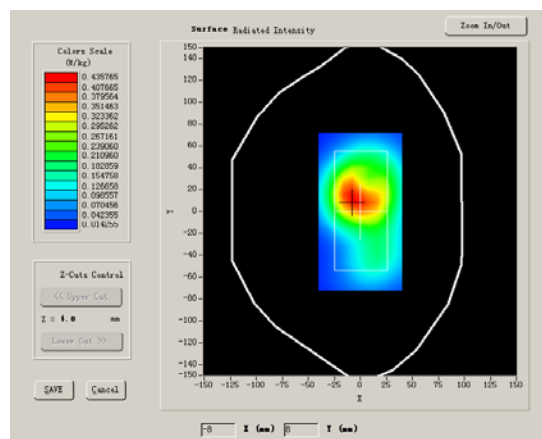 Surface Radiated Intensity
Zoom In/Out
Colors Scale
(W/kg)
0.435765
0.407665
0.379564
0.351463
0.323362
0.295262
0.267161
0.239060
0.210960
0.182859
0.154758
0.126658
0.098557
0.070456
0.042355
0.014255
Z-Cuts Control
<< Upper Cut
Z = 4.0 mm
Lower Cut >>
SAVE Cancel
150
140
120
100
80
60
40
20
0
-20
-40
-60
-80
-100
-120
-140
-150
Y
-150 -125 -100 -75 -50 -25 0 25 50 75 100 125 150
X
-8 X (mm) 8 Y (mm)